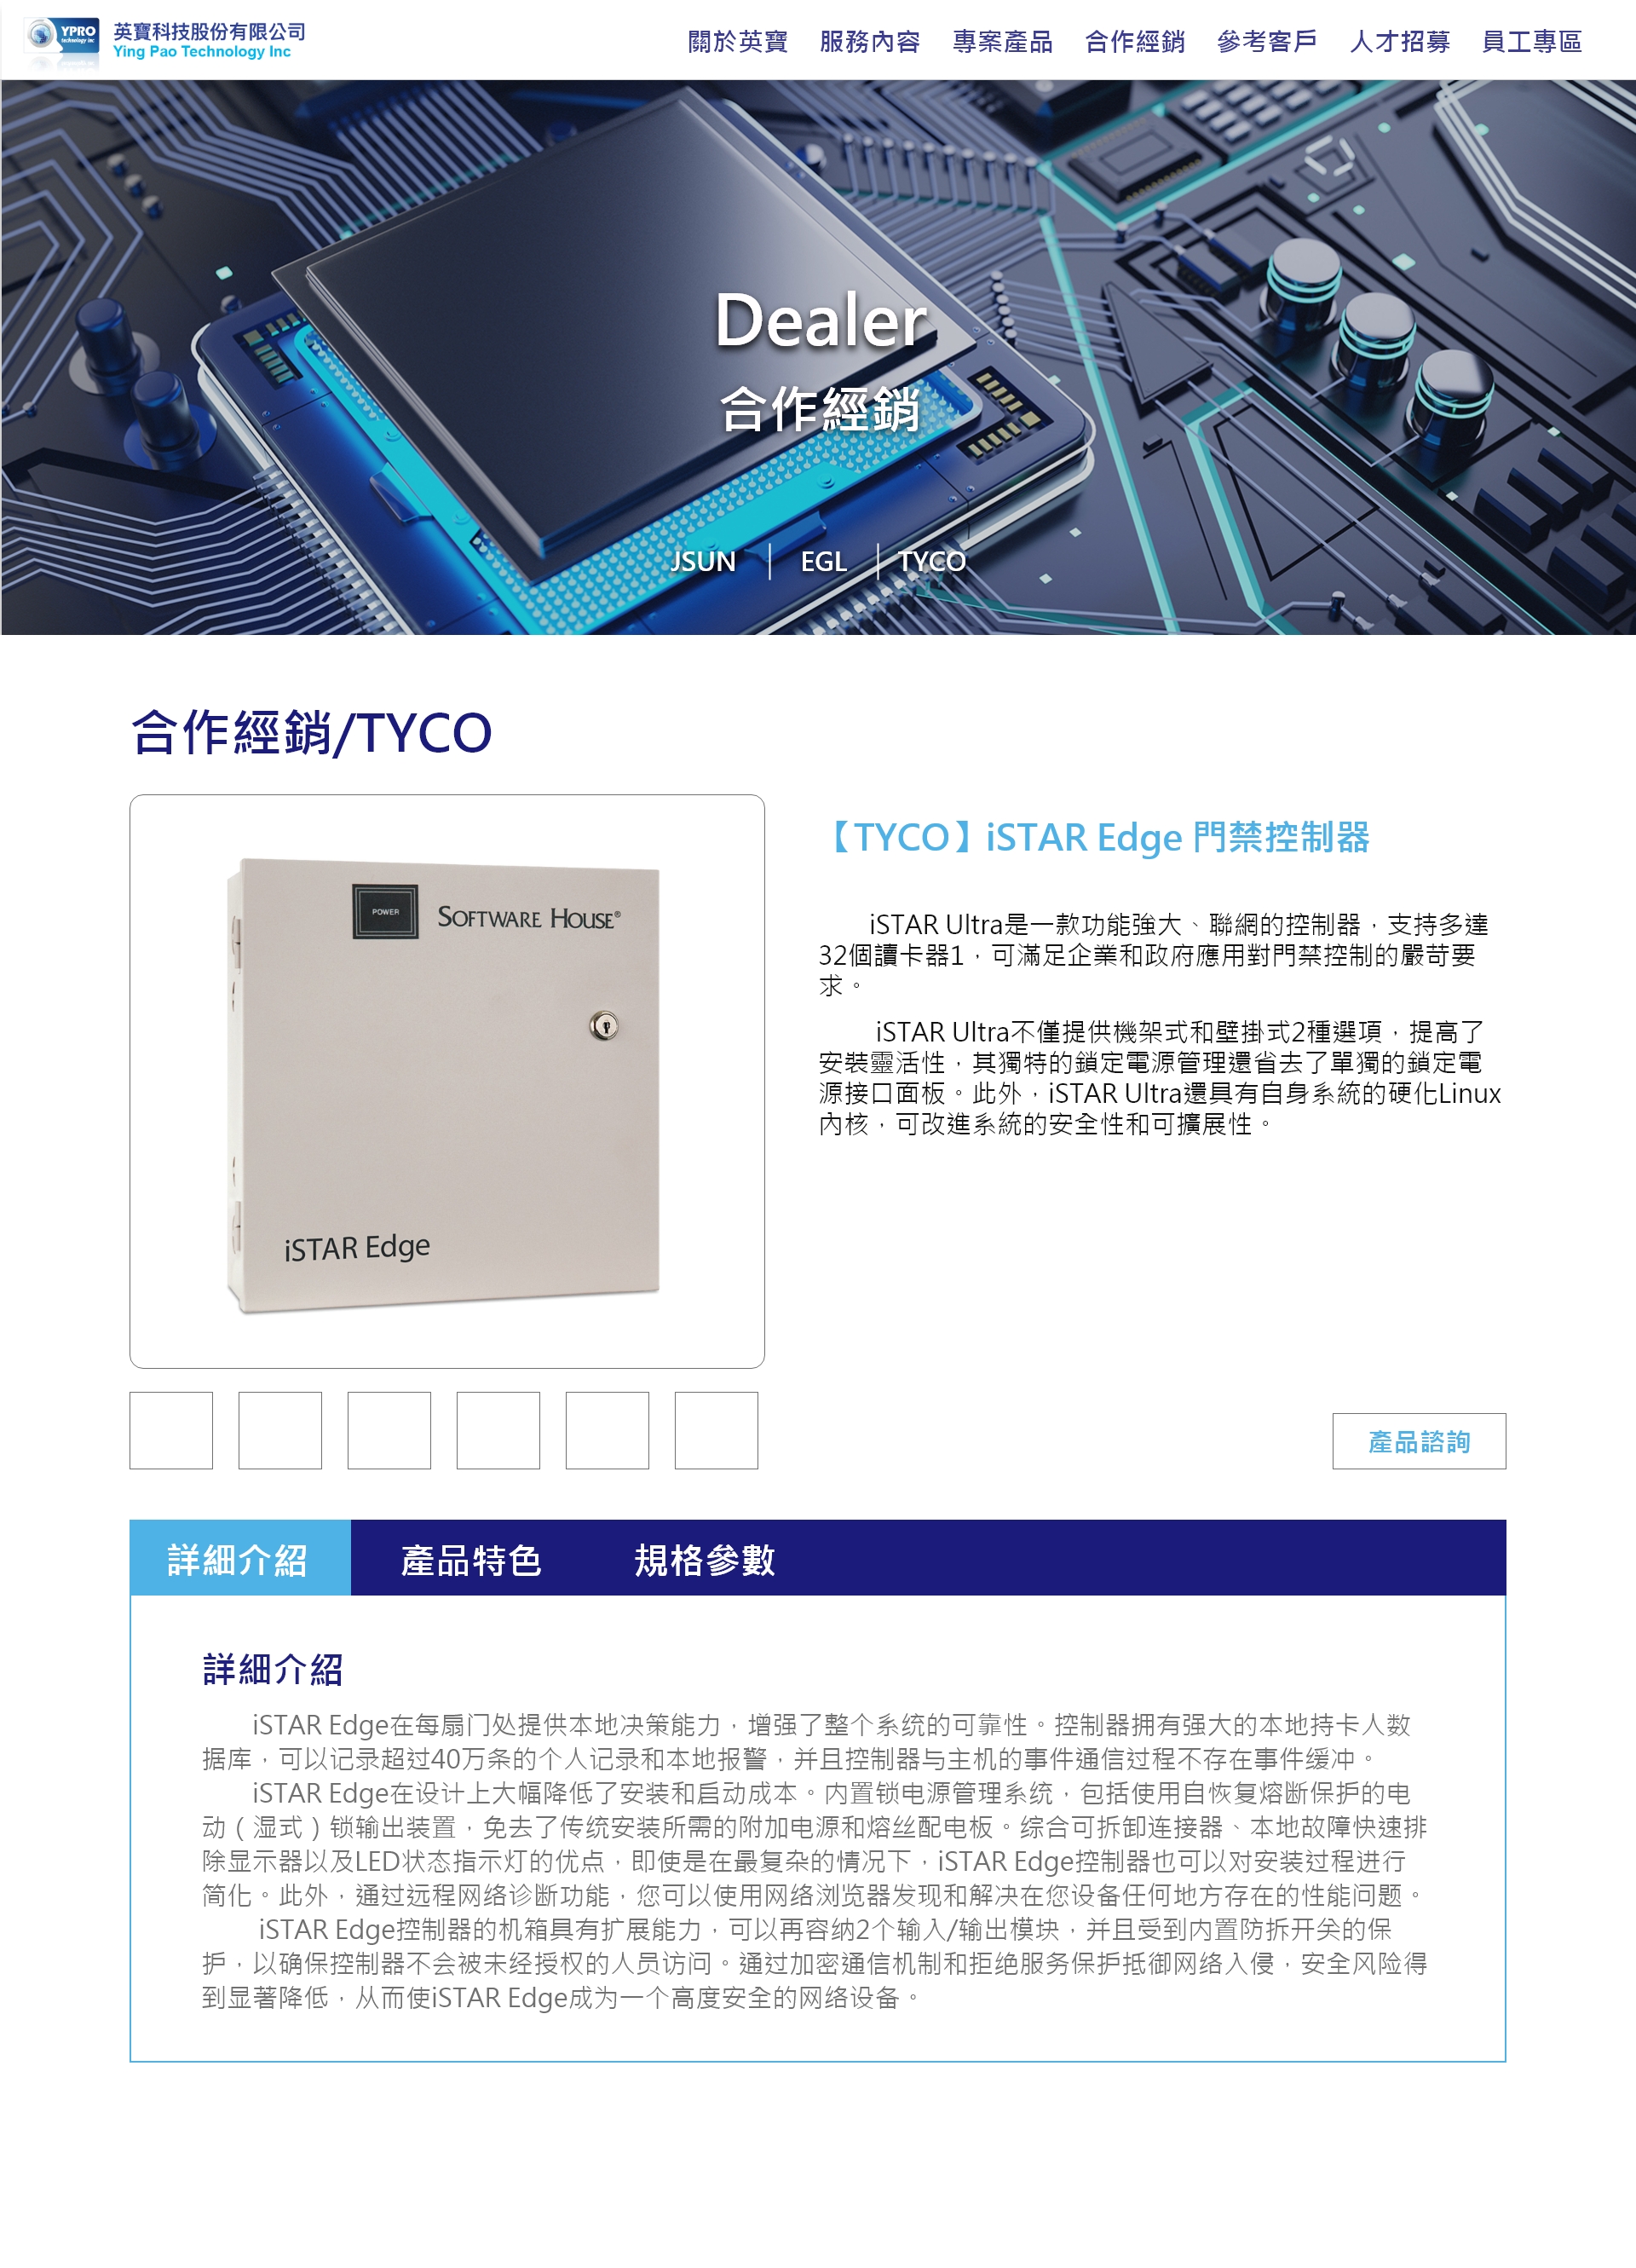 YPRO
technology inc
英寶科技股份有限公司
Ying Pao Technology Inc
關於英寶 服務內容 專案產品 合作經銷 參考客戶 人才招募 員工專區
Dealer
合作經銷
JSUN | EGL | TYCO
合作經銷/TYCO
POWER
SOFTWARE HOUSE®
iSTAR Edge
【TYCO】iSTAR Edge 門禁控制器
iSTAR Ultra是一款功能強大、聯網的控制器，支持多達
32個讀卡器1，可滿足企業和政府應用對門禁控制的嚴苛要
求。
iSTAR Ultra不僅提供機架式和壁掛式2種選項，提高了
安裝靈活性，其獨特的鎖定電源管理還省去了單獨的鎖定電
源接口面板。此外，iSTAR Ultra還具有自身系統的硬化Linux
內核，可改進系統的安全性和可擴展性。
產品諮詢
詳細介紹 產品特色 規格參數
詳細介紹
iSTAR Edge在每扇门处提供本地决策能力，增强了整个系统的可靠性。控制器拥有强大的本地持卡人数
据库，可以记录超过40万条的个人记录和本地报警，并且控制器与主机的事件通信过程不存在事件缓冲。
iSTAR Edge在设计上大幅降低了安装和启动成本。内置锁电源管理系统，包括使用自恢复熔断保护的电
动（湿式）锁输出装置，免去了传统安装所需的附加电源和熔丝配电板。综合可拆卸连接器、本地故障快速排
除显示器以及LED状态指示灯的优点，即使是在最复杂的情况下，iSTAR Edge控制器也可以对安装过程进行
简化。此外，通过远程网络诊断功能，您可以使用网络浏览器发现和解决在您设备任何地方存在的性能问题。
iSTAR Edge控制器的机箱具有扩展能力，可以再容纳2个输入/输出模块，并且受到内置防拆开关的保
护，以确保控制器不会被未经授权的人员访问。通过加密通信机制和拒绝服务保护抵御网络入侵，安全风险得
到显著降低，从而使iSTAR Edge成为一个高度安全的网络设备。